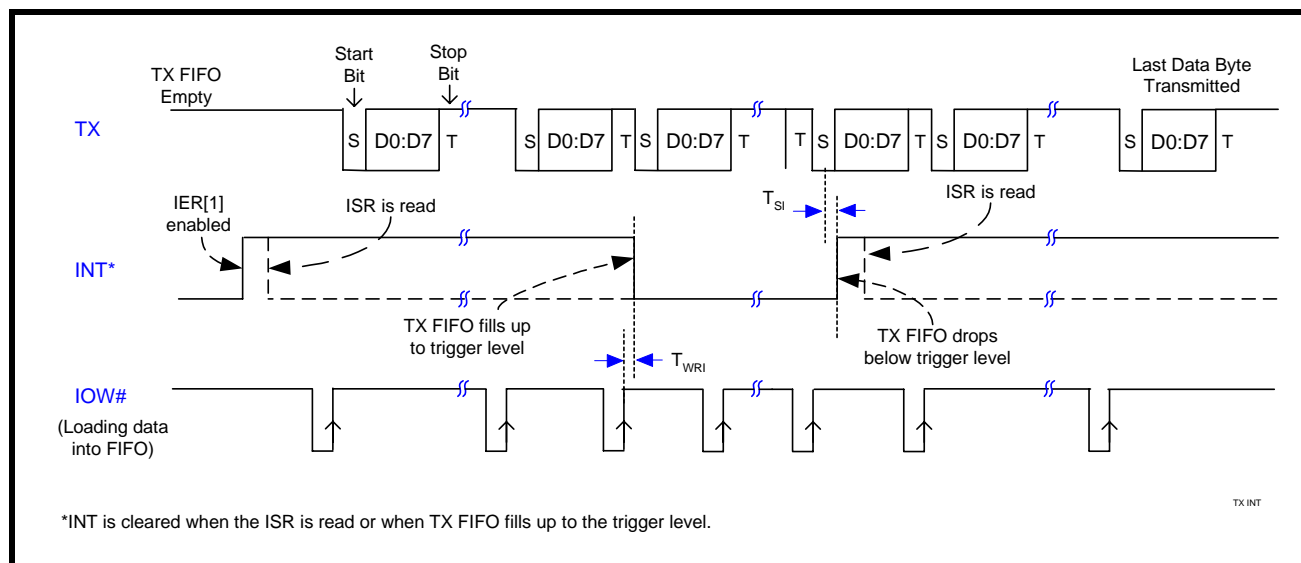 TX FIFO
Empty
Start
Bit
Stop
Bit
Last Data Byte
Transmitted
TX
S D0:D7 T S D0:D7 T S D0:D7 T T S D0:D7 T S D0:D7 T S D0:D7 T
IER[1]
enabled
ISR is read
TSI
ISR is read
INT*
TX FIFO fills up
to trigger level
TX FIFO drops
below trigger level
TWRI
IOW#
(Loading data
into FIFO)
TX INT
*INT is cleared when the ISR is read or when TX FIFO fills up to the trigger level.